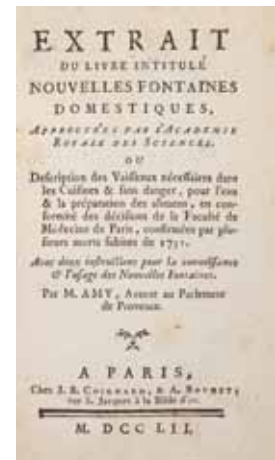 EXTRAIT
DU LIVRE INTITULÉ
NOUVELLES FONTAINES
DOMESTIQUES,
APPROUVÉES PAR L'ACADEMIE
ROYALE DES SCIENCES.
OU
Description des Vaisseaux nécessaires dans
les Cuisines & sans danger, pour l'eau
& la préparation des alimens, en con-
formité des décisions de la Faculté de
Médecine de Paris, confirmées par plu-
sieurs morts subites de 1751.
Avec deux instructions pour la connoissance
& l'usage des Nouvelles Fontaines.
Par M. AMY, Avocat au Parlement
de Provence.
A PARIS,
Chez J. B. COIGNARD, & A. BOUDET,
rue S. Jacques à la Bible d'or.
M. DCC LII.